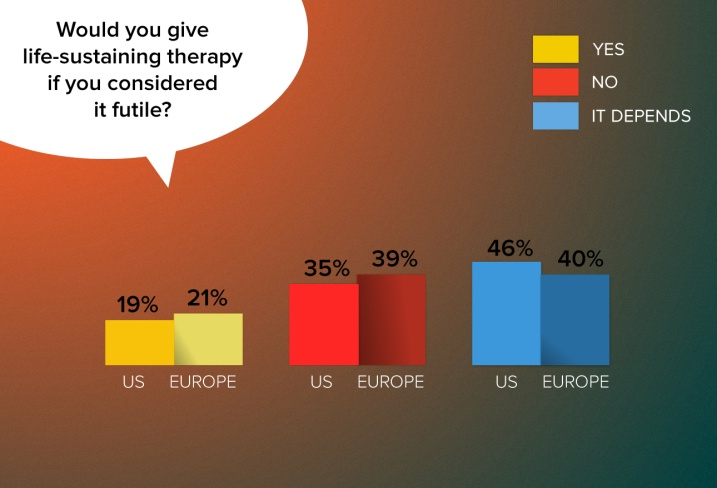 Would you give
life-sustaining therapy
if you considered
it futile?
YES
NO
IT DEPENDS
19%
21%
35%
39%
46%
40%
US
EUROPE
US
EUROPE
US
EUROPE